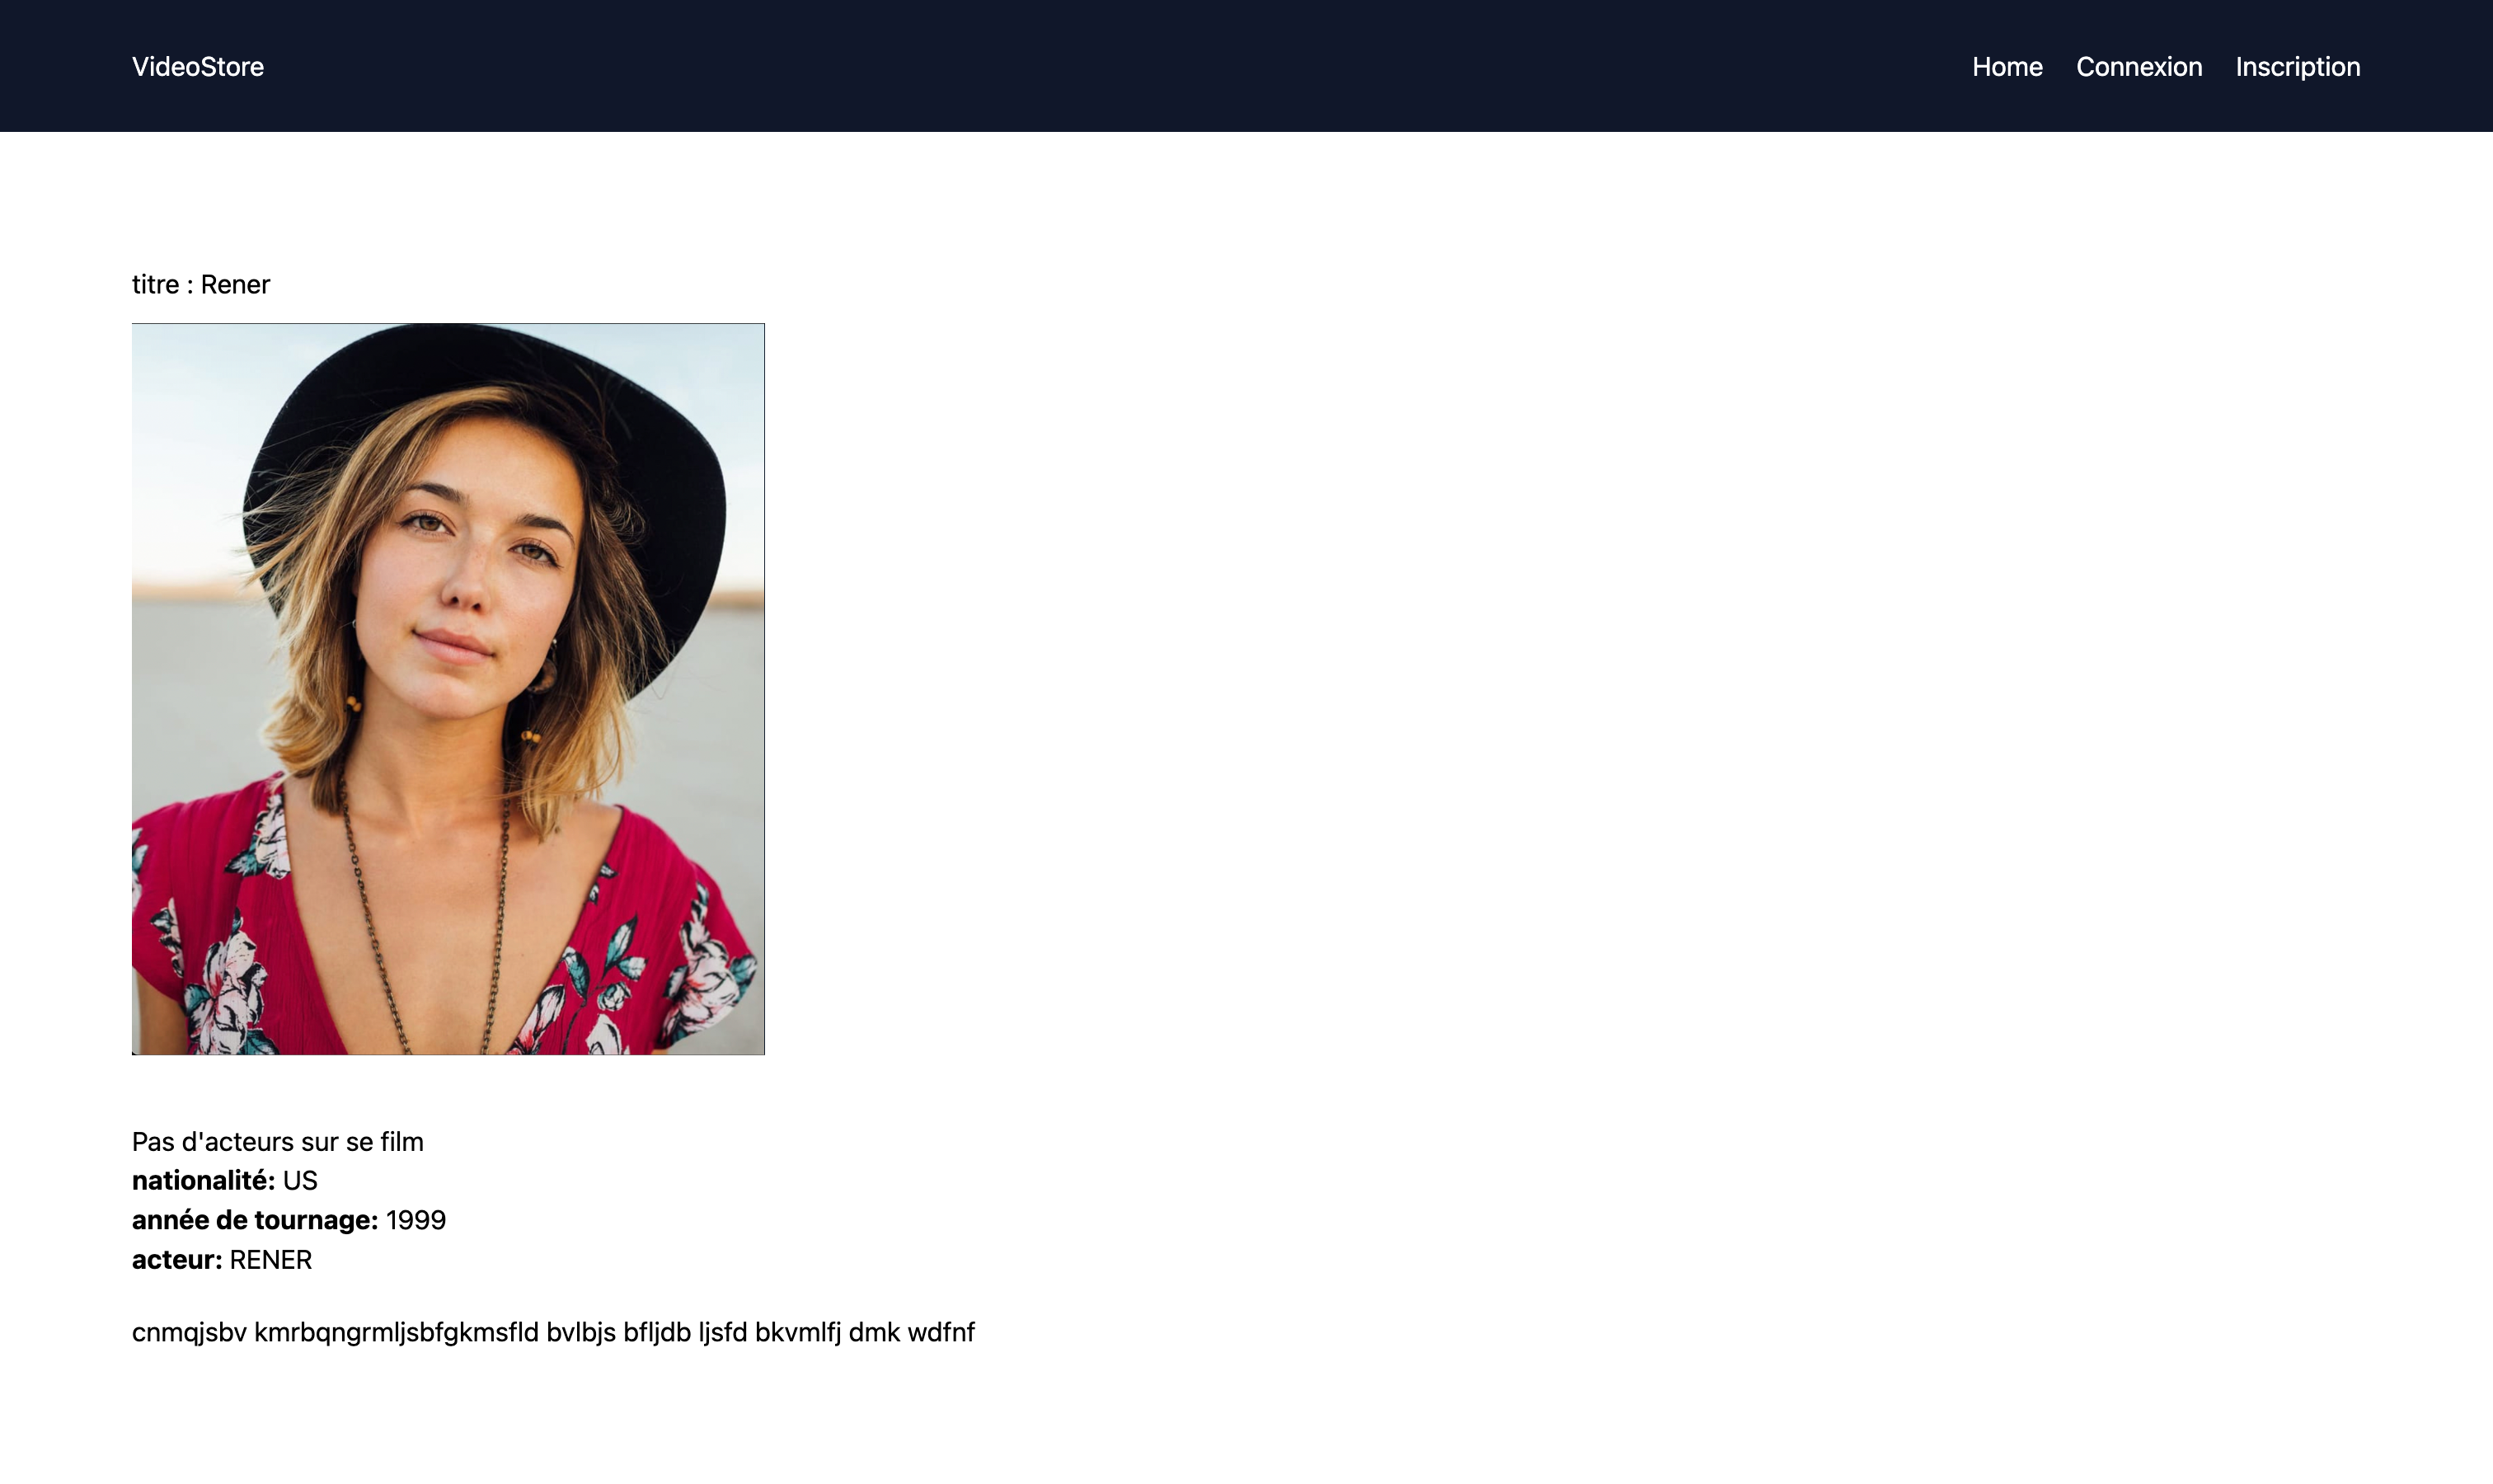 VideoStore
Home Connexion Inscription
titre : Rener
Pas d'acteurs sur se film
nationalité: US
année de tournage: 1999
acteur: RENER
cnmqjsbv kmrbqngrmljsbfgkmsfld bvlbjs bfljdb ljsfd bkvmlfj dmk wdfnf